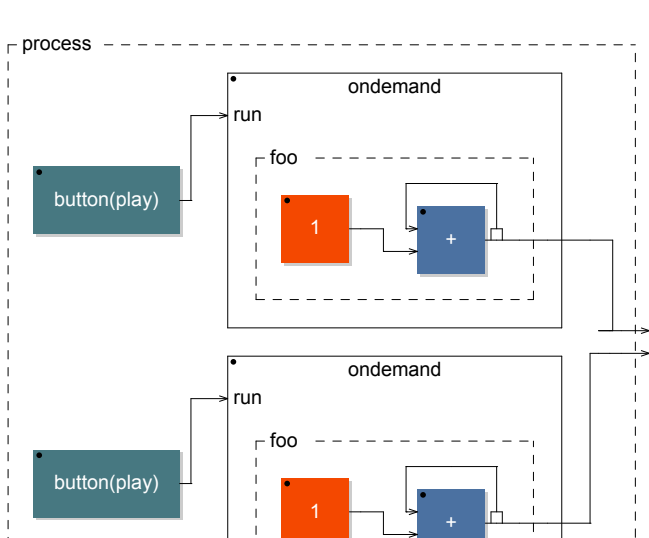 process
ondemand
run
foo
button(play)
1
+
ondemand
run
foo
button(play)
1
+